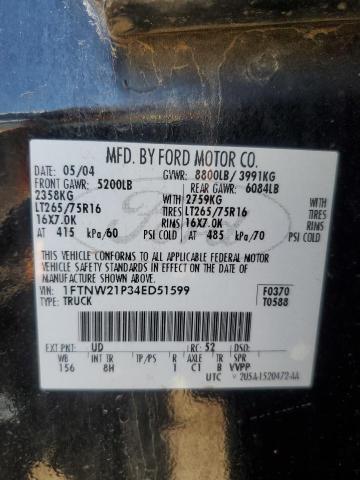 MFD. BY FORD MOTOR CO.
DATE: 05/04 GVWR: 8800LB/ 3991KG
FRONT GAWR: 5200LB REAR GAWR: 6084LB
2358KG WITH 2759KG WITH
LT265/75R16 TIRES LT265/75R16 TIRES
16X7.0K RIMS 16X7.0K RIMS
AT 415 kPa/60 PSI COLD AT 485 kPa/70 PSI COLD
THIS VEHICLE CONFORMS TO ALL APPLICABLE FEDERAL MOTOR
VEHICLE SAFETY STANDARDS IN EFFECT ON THE DATE OF MANUFACTURE
SHOWN ABOVE.
VIN: 1FTNW21P34ED51599 F0370
TYPE: TRUCK T0588
EXT PNT: UD RC: 52 DSO:
WB BRK INT TR TP/PS R AXLE TR SPR
156 8H 1 C1 B VVPP
UTC 2U5A-1520472-AA